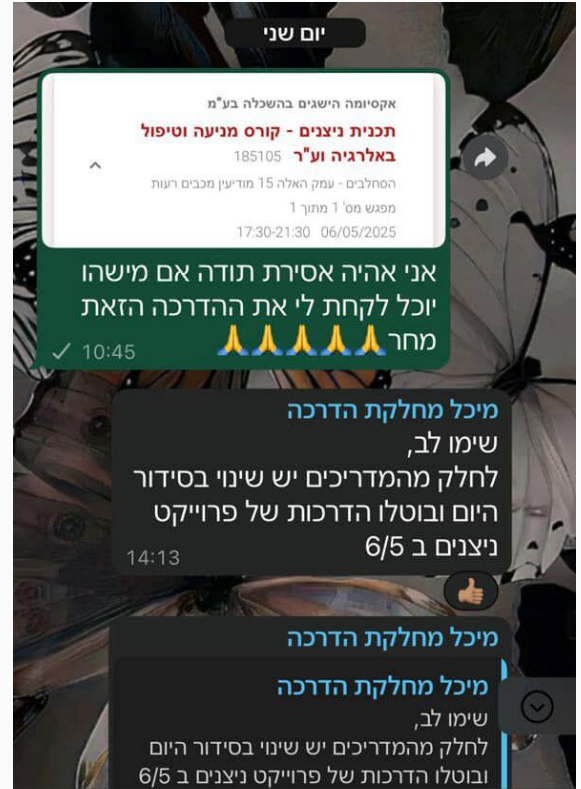 יום שני
אקסיומה הישגים בהשכלה בע"מ
תכנית ניצנים - קורס מניעה וטיפול
באלרגיה וע"ר 185105
הסחלבים - עמק האלה 15 מודיעין מכבים רעות
מפגש מס' 1 מתוך 1
17:30-21:30 06/05/2025
אני אהיה אסירת תודה אם מישהו
יוכל לקחת לי את ההדרכה הזאת
מחר🙏🙏🙏🙏🙏
10:45
מיכל מחלקת הדרכה
שימו לב,
לחלק מהמדריכים יש שינוי בסידור
היום ובוטלו הדרכות של פרוייקט
ניצנים ב 6/5
14:13
מיכל מחלקת הדרכה
מיכל מחלקת הדרכה
שימו לב,
לחלק מהמדריכים יש שינוי בסידור היום
ובוטלו הדרכות של פרוייקט ניצנים ב 6/5